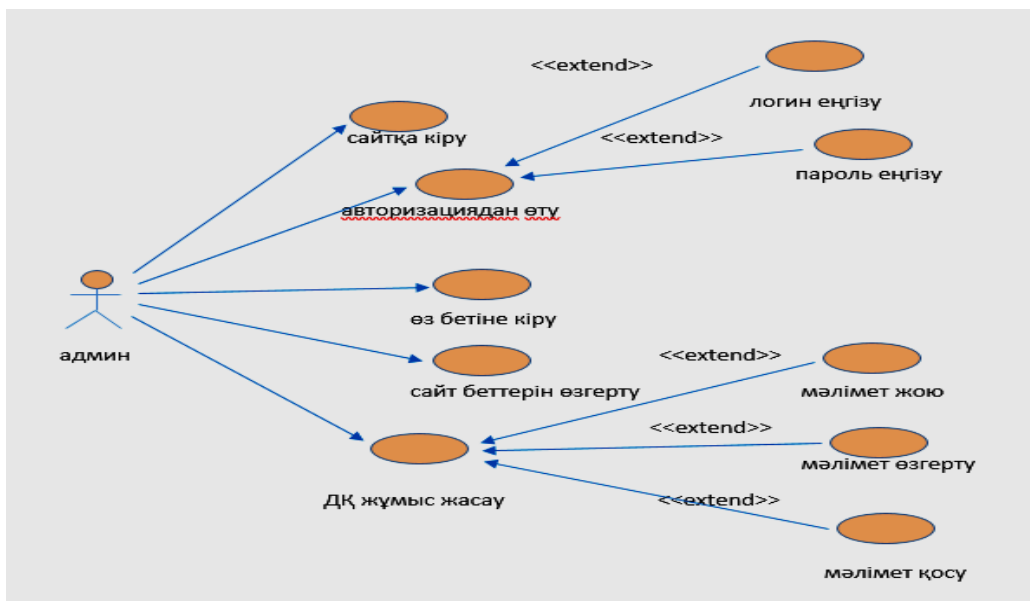 <<extend>>
логин еңгізу
сайтқа кіру
<<extend>>
пароль еңгізу
авторизациядан өту
өз бетіне кіру
админ
<<extend>>
сайт беттерін өзгерту
мәлімет жою
<<extend>>
мәлімет өзгерту
ДҚ жұмыс жасау
<<extend>>
мәлімет қосу